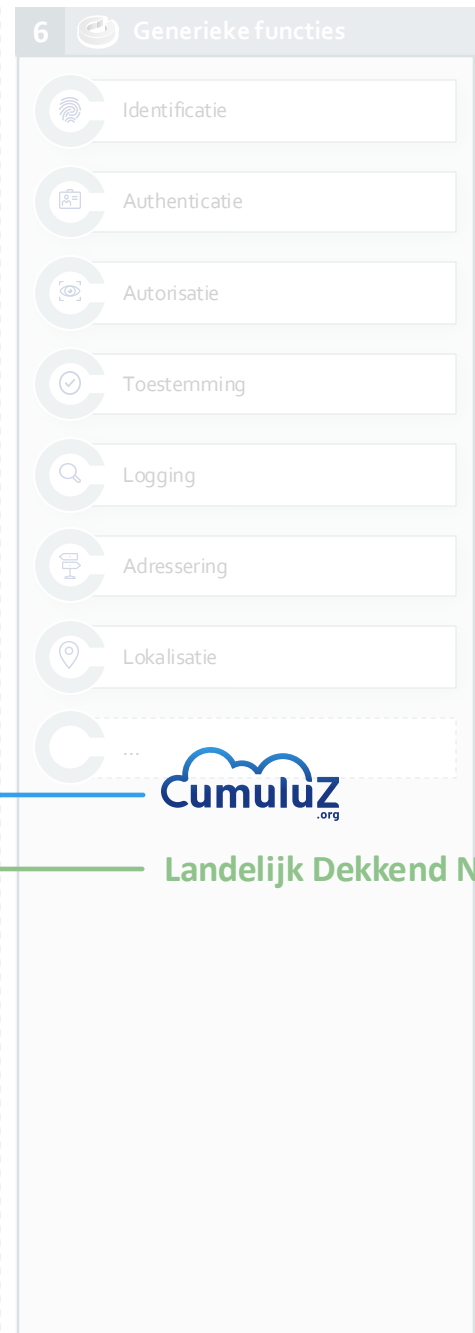 6 Generieke functies
Identificatie
Authenticatie
Autorisatie
Toestemming
Logging
Adressering
Lokalisatie
...
CumuluZ
.org
Landelijk Dekkend N